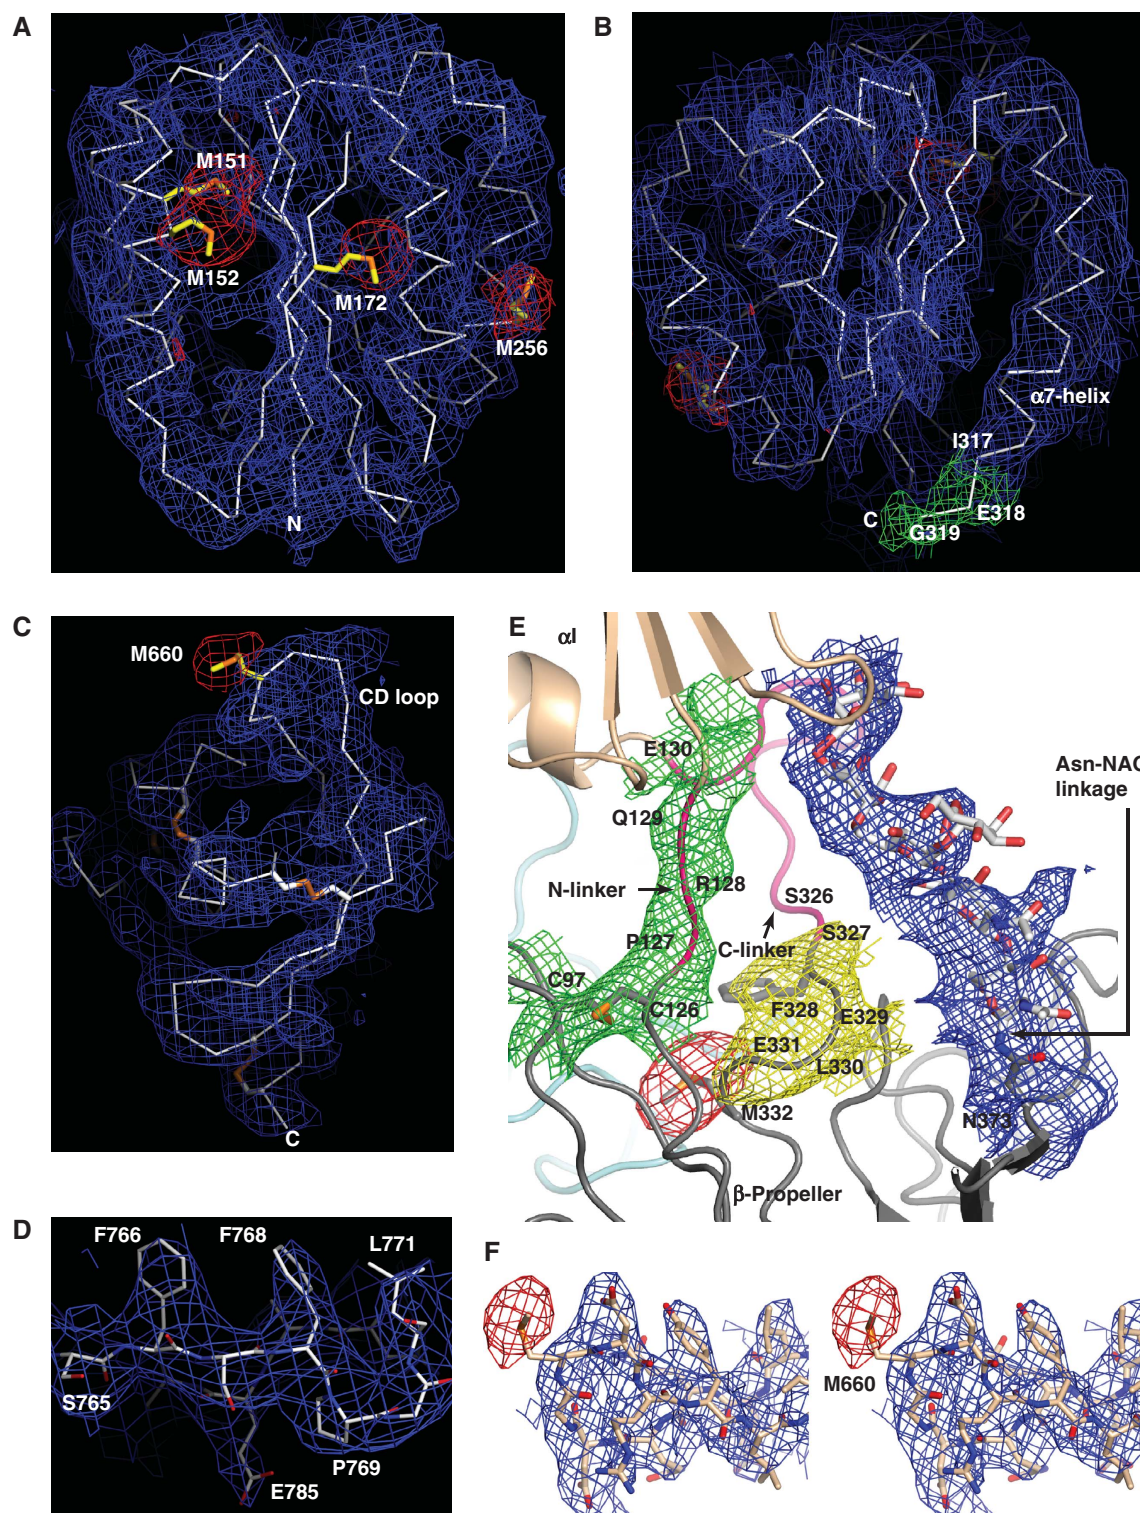 A
M151
M152
M172
M256
N
B
α7-helix
I317
C
E318
G319
C
M660
CD loop
C
E
αI
E130
Q129
N-linker
R128
S326
P127
S327
C-linker
C97
F328
C126
E329
E331
L330
M332
N373
β-Propeller
Asn-NAG
linkage
D
F766
F768
L771
S765
P769
E785
F
M660